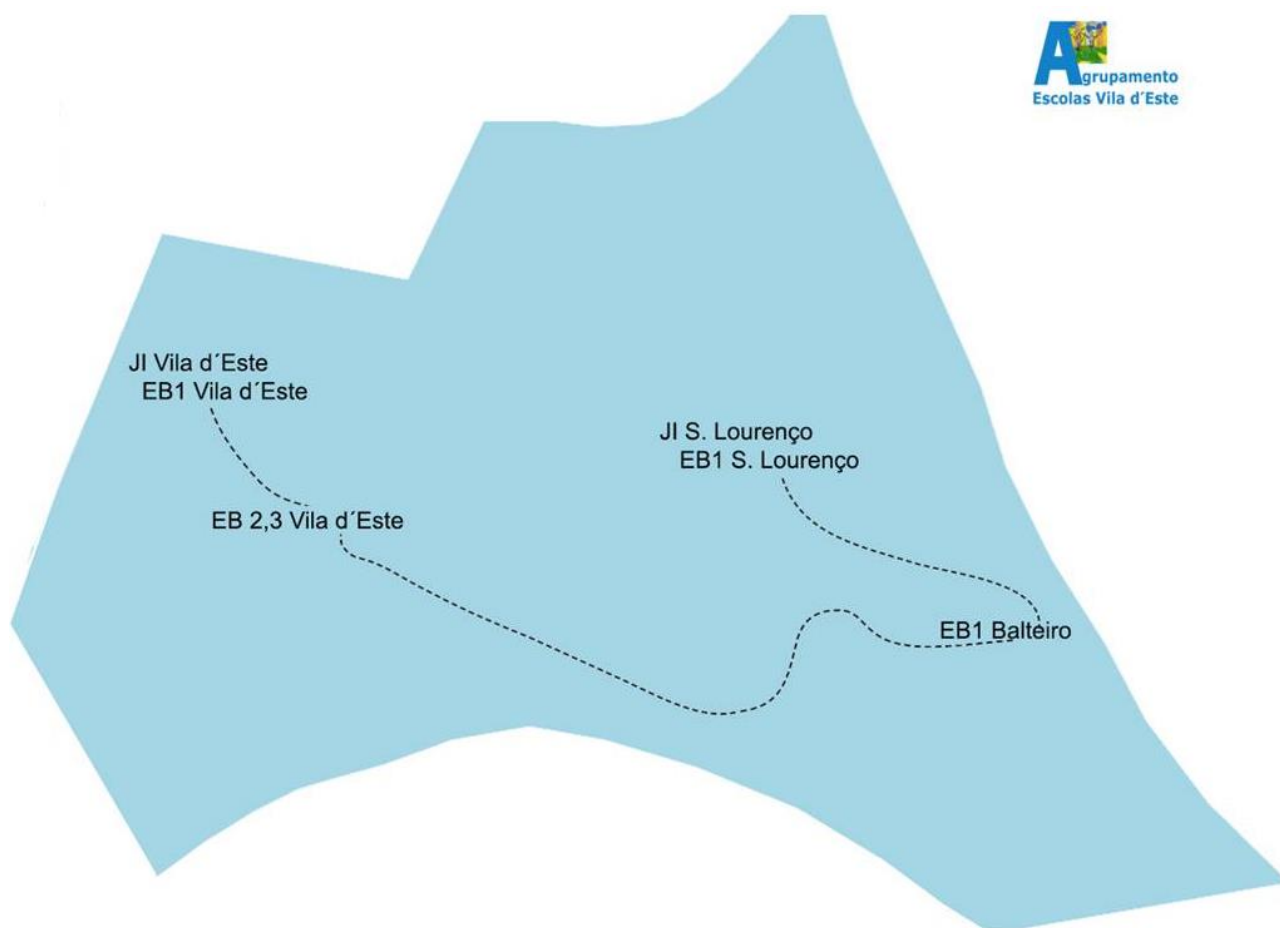 Agrupamento
Escolas Vila d´Este
JI Vila d´Este
EB1 Vila d´Este
JI S. Lourenço
EB1 S. Lourenço
EB 2,3 Vila d´Este
EB1 Balteiro